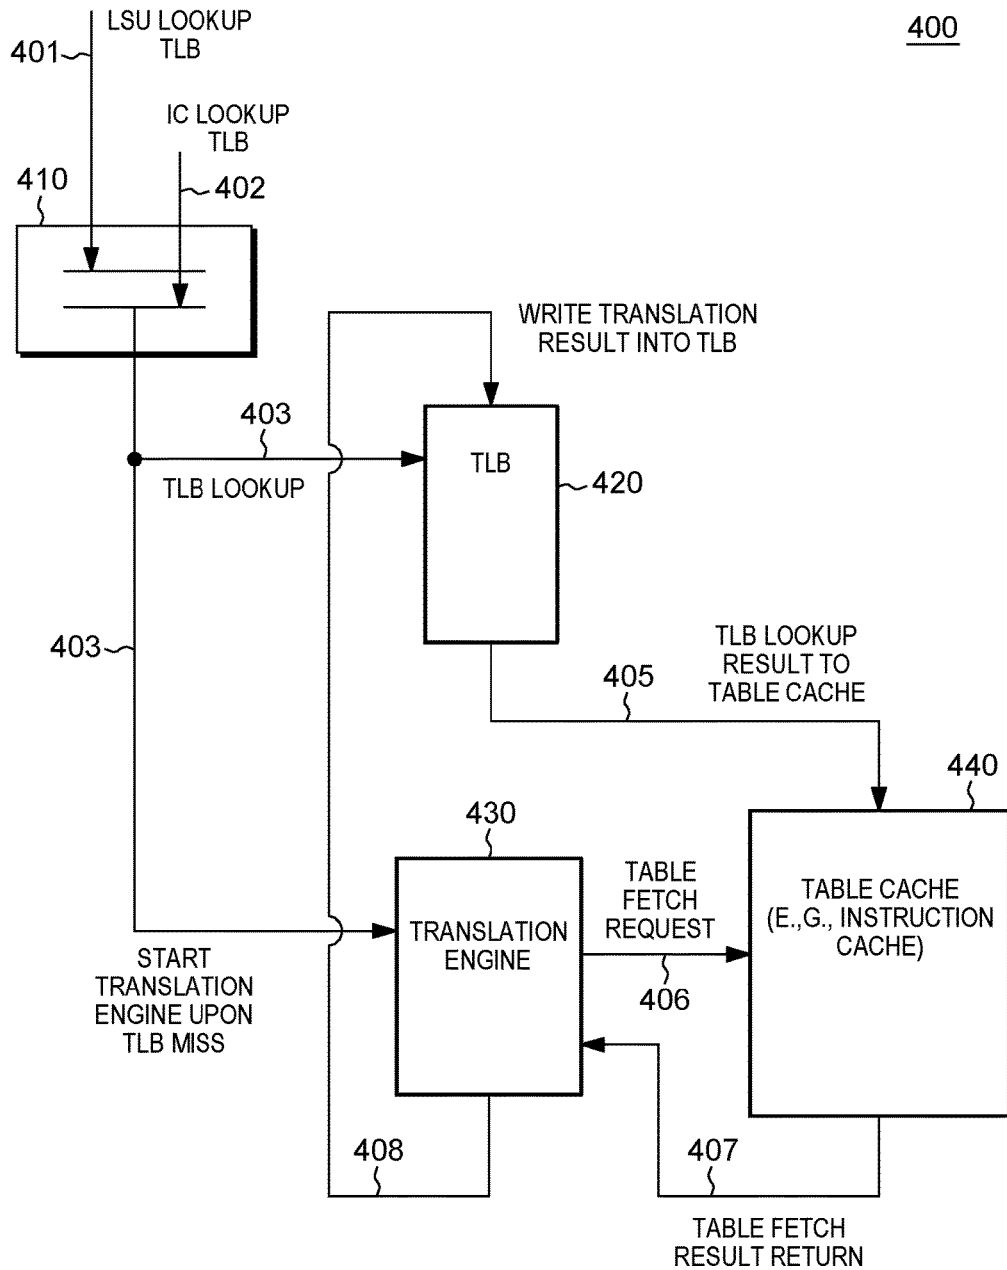 400
LSU LOOKUP
TLB
401
IC LOOKUP
TLB
402
410
WRITE TRANSLATION
RESULT INTO TLB
403
TLB
TLB LOOKUP
420
403
TLB LOOKUP
RESULT TO
TABLE CACHE
405
440
430
TABLE
FETCH
REQUEST
TABLE CACHE
(E.,G., INSTRUCTION
CACHE)
TRANSLATION
ENGINE
START
TRANSLATION
ENGINE UPON
TLB MISS
406
408
407
TABLE FETCH
RESULT RETURN